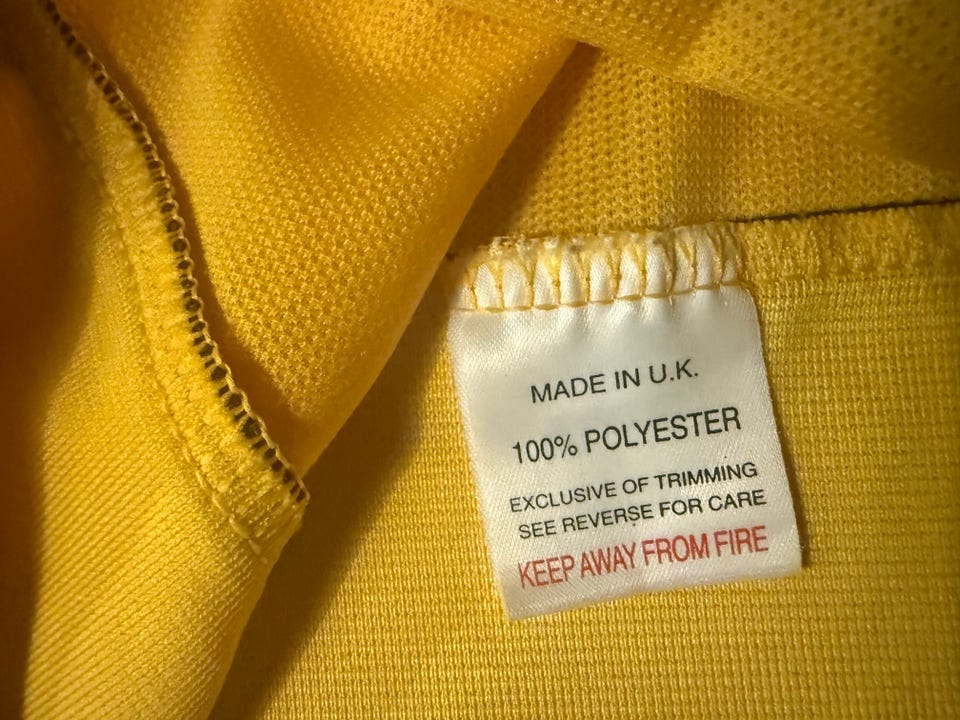 MADE IN U.K.
100% POLYESTER
EXCLUSIVE OF TRIMMING
SEE REVERSE FOR CARE
KEEP AWAY FROM FIRE